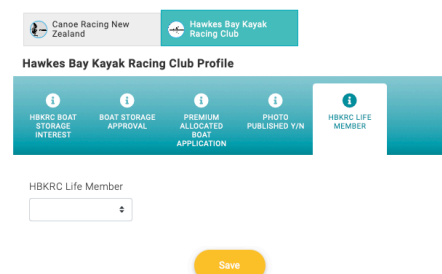 Canoe Racing New
Zealand
Hawkes Bay Kayak
Racing Club
Hawkes Bay Kayak Racing Club Profile
HBKRC BOAT
STORAGE
INTEREST
BOAT STORAGE
APPROVAL
PREMIUM
ALLOCATED
BOAT
APPLICATION
PHOTO
PUBLISHED Y/N
HBKRC LIFE
MEMBER
HBKRC Life Member
Save